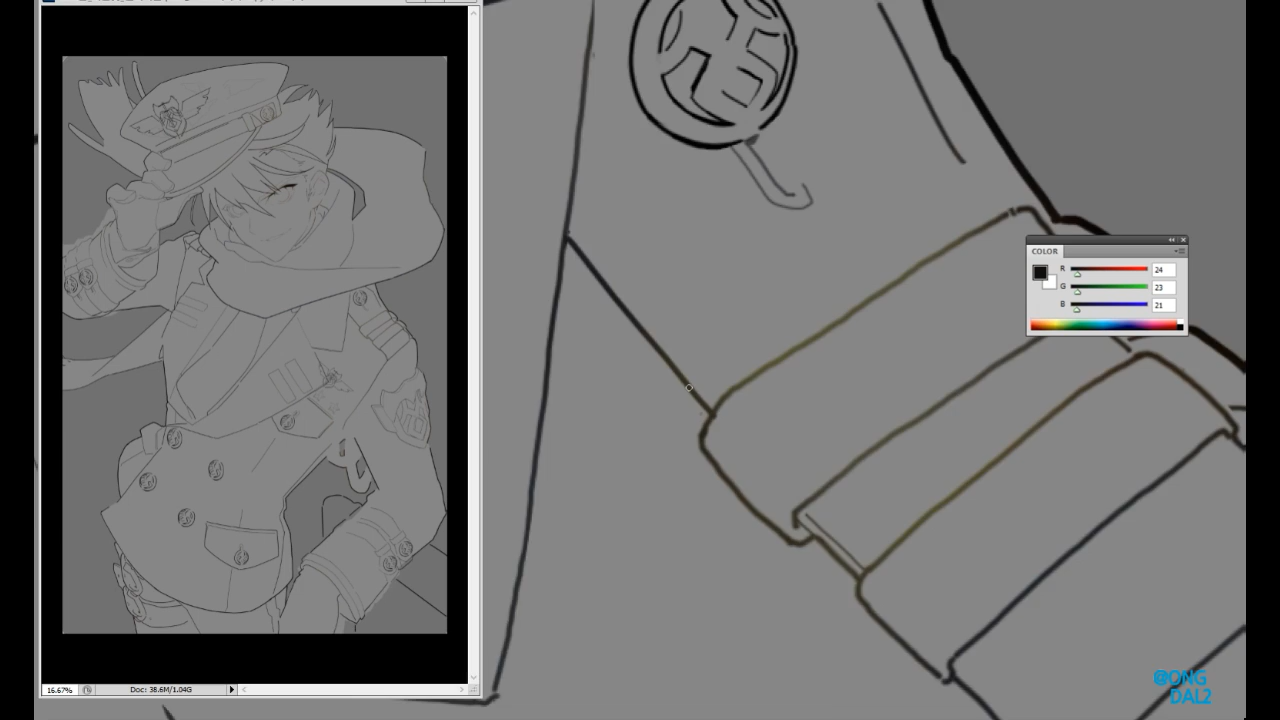 COLOR
R 24
G 23
B 21
16.67% Doc: 38.6M/1.04G
@ONG
DAL2